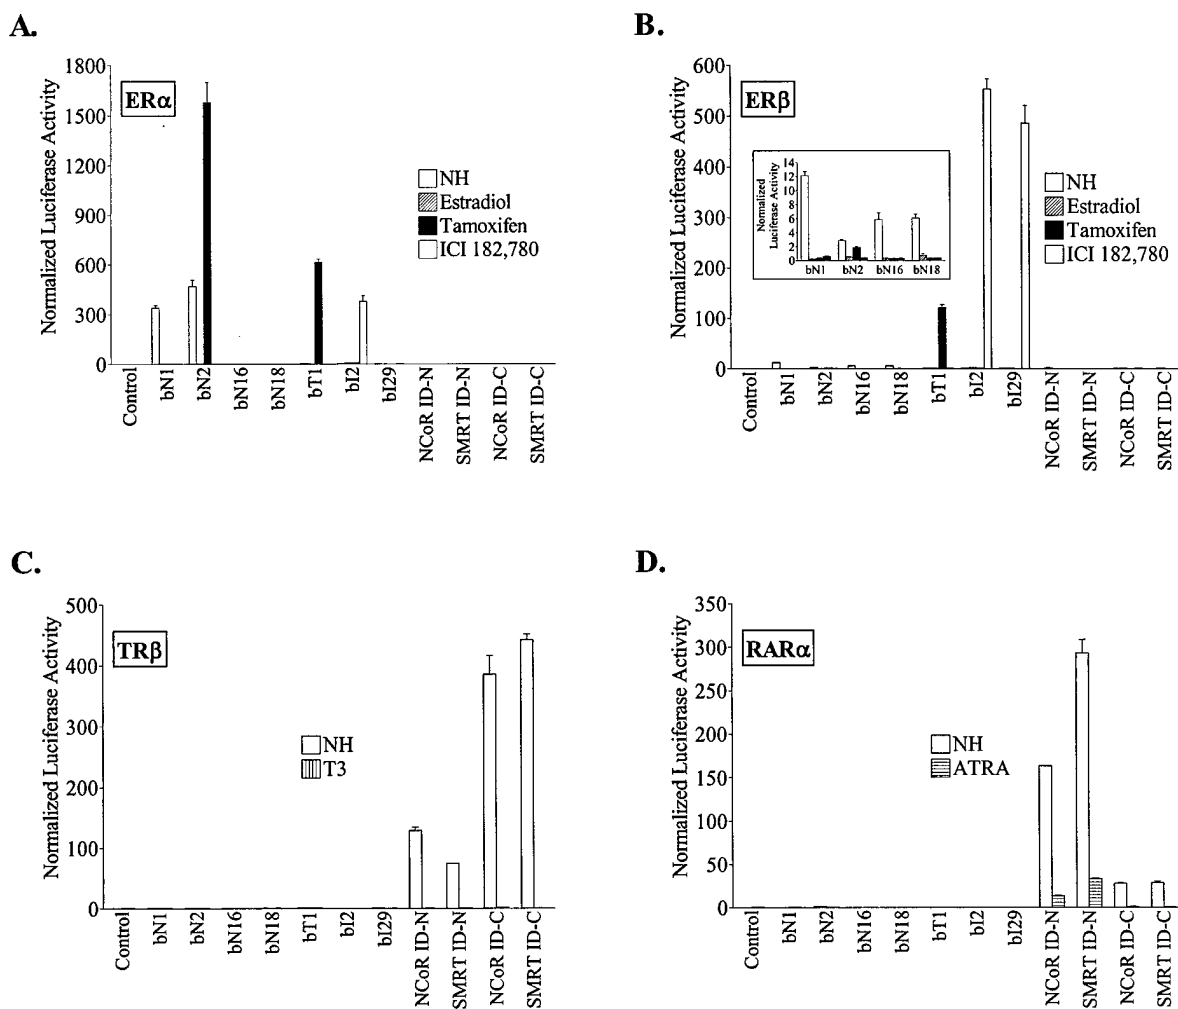 A.
Normalized Luciferase Activity
1800
1500
1200
900
600
300
0
ERα
NH
Estradiol
Tamoxifen
ICI 182,780
Control
bN1
bN2
bN16
bN18
bT1
bI2
bI29
NCoR ID-N
SMRT ID-N
NCoR ID-C
SMRT ID-C
B.
Normalized Luciferase Activity
600
500
400
300
200
100
0
ERβ
Normalized
Luciferase Activity
14
12
10
8
6
4
2
0
bN1
bN2
bN16
bN18
NH
Estradiol
Tamoxifen
ICI 182,780
Control
bN1
bN2
bN16
bN18
bT1
bI2
bI29
NCoR ID-N
SMRT ID-N
NCoR ID-C
SMRT ID-C
C.
Normalized Luciferase Activity
500
400
300
200
100
0
TRβ
NH
T3
Control
bN1
bN2
bN16
bN18
bT1
bI2
bI29
NCoR ID-N
SMRT ID-N
NCoR ID-C
SMRT ID-C
D.
Normalized Luciferase Activity
350
300
250
200
150
100
50
0
RARα
NH
ATRA
Control
bN1
bN2
bN16
bN18
bT1
bI2
bI29
NCoR ID-N
SMRT ID-N
NCoR ID-C
SMRT ID-C